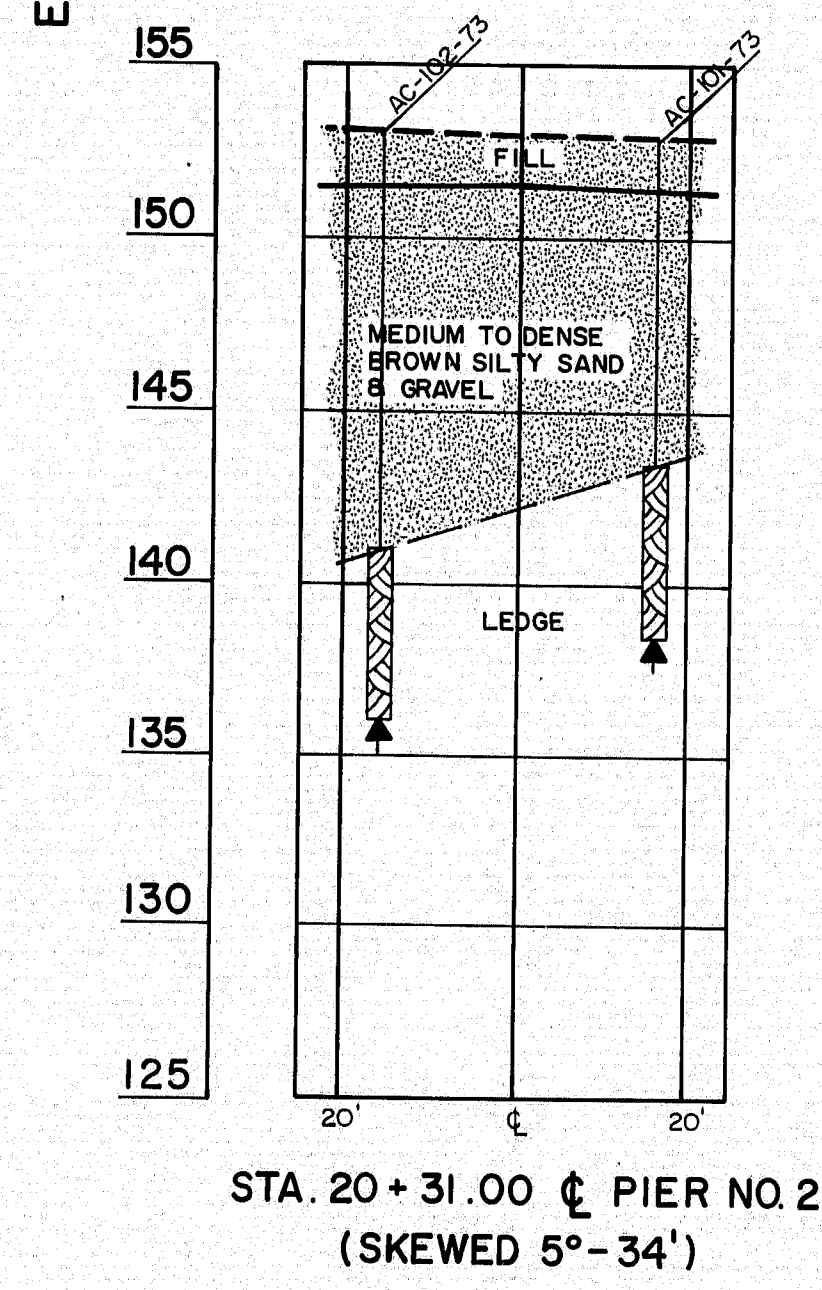 E
155
AC-102-73
AC-101-73
FILL
150
MEDIUM TO DENSE
BROWN SILTY SAND
& GRAVEL
145
140
LEDGE
135
130
125
20' ℄ 20'
STA. 20 + 31.00 ℄ PIER NO. 2
(SKEWED 5°-34')